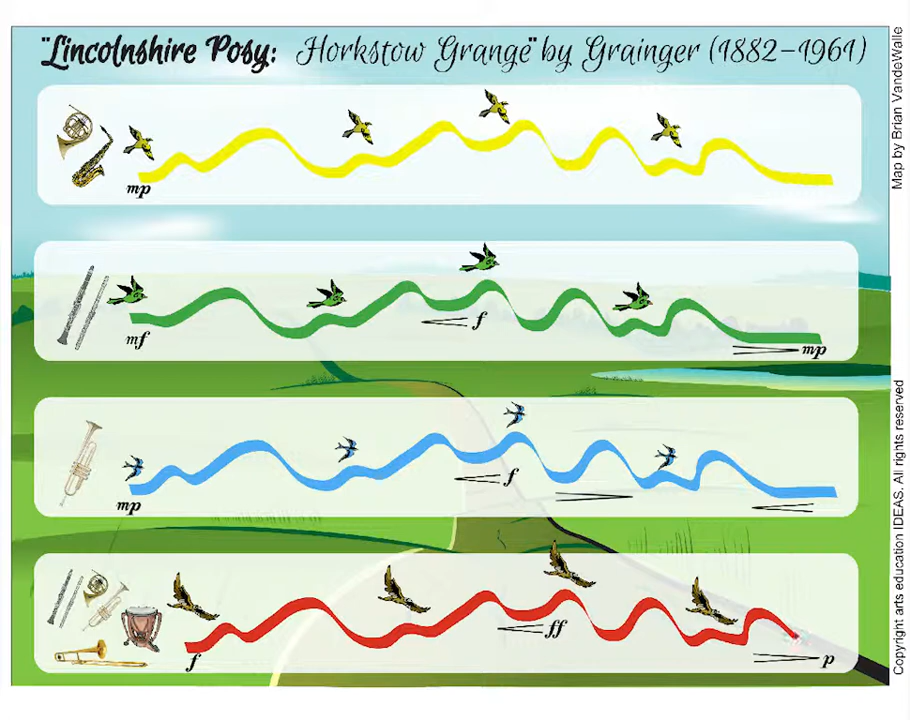 "Lincolnshire Posy: Horkstow Grange" by Grainger (1882–1961)
mp
mf
f
mp
mp
f
f
ff
p
Map by Brian VandeWalle
Copyright arts education IDEAS. All rights reserved